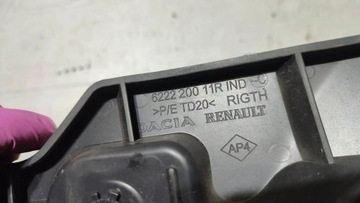 6222 200 11R IND -C
>P/E TD20< RIGTH
DACIA RENAULT
AP4